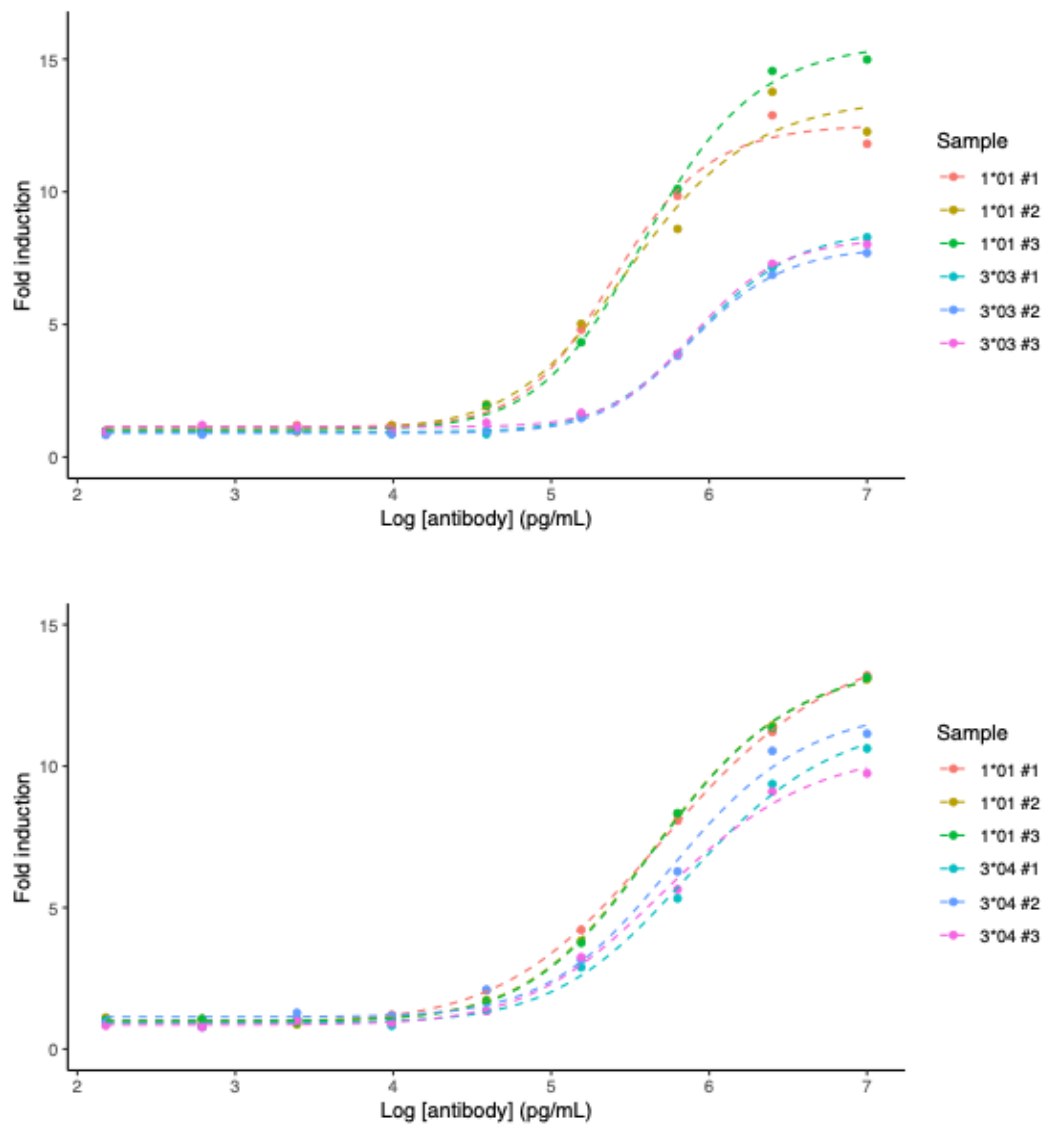 15
10
5
0
Fold induction
2 3 4 5 6 7
Log [antibody] (pg/mL)
Sample
1*01 #1
1*01 #2
1*01 #3
3*03 #1
3*03 #2
3*03 #3
15
10
5
0
Fold induction
2 3 4 5 6 7
Log [antibody] (pg/mL)
Sample
1*01 #1
1*01 #2
1*01 #3
3*04 #1
3*04 #2
3*04 #3